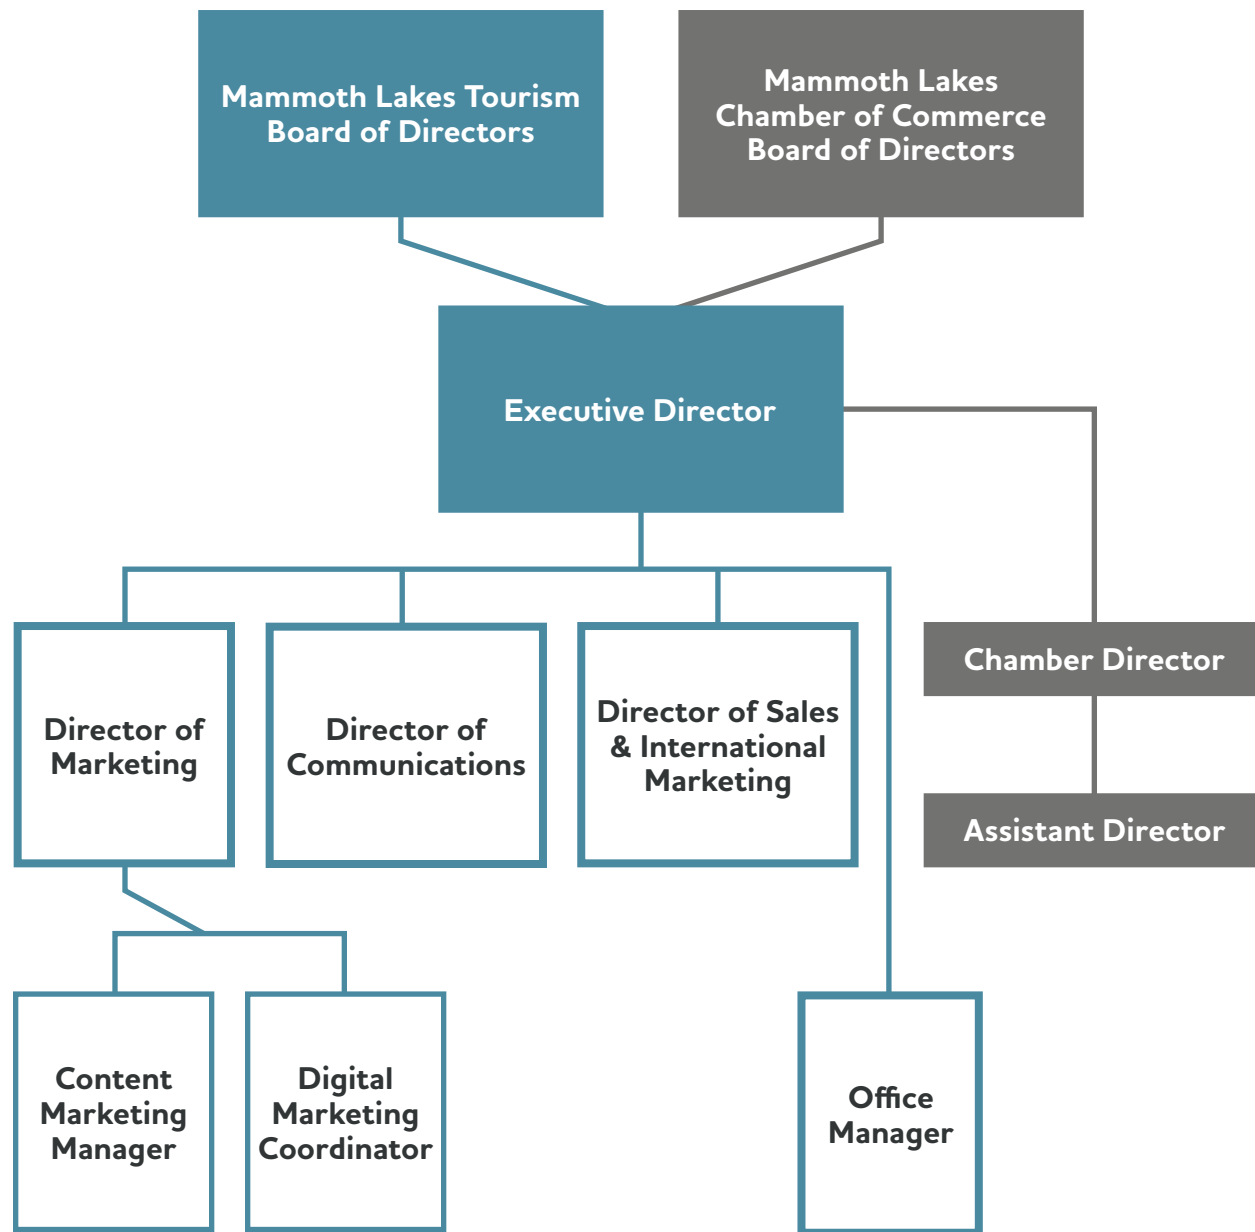 Mammoth Lakes Tourism
Board of Directors
Mammoth Lakes
Chamber of Commerce
Board of Directors
Executive Director
Director of
Marketing
Director of
Communications
Director of Sales
& International
Marketing
Chamber Director
Assistant Director
Content
Marketing
Manager
Digital
Marketing
Coordinator
Office
Manager